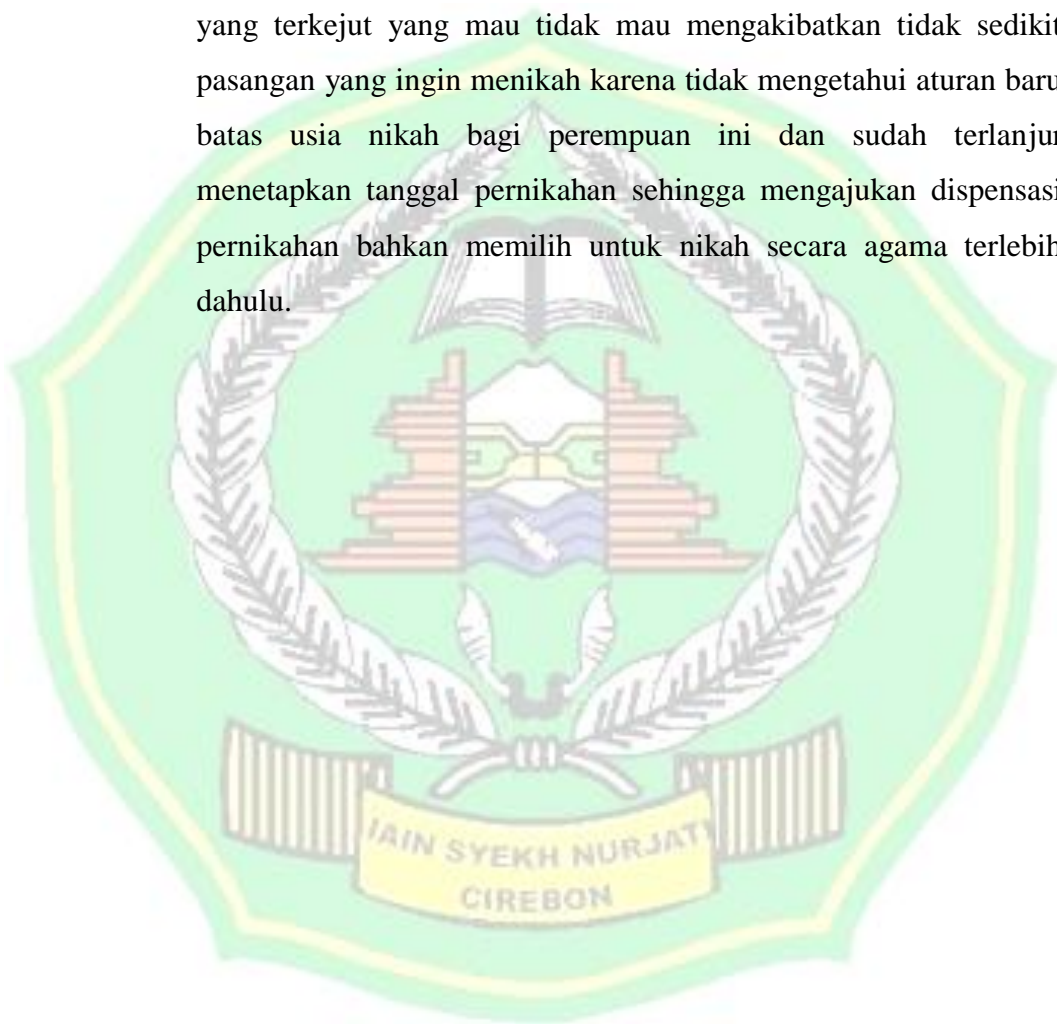 yang terkejut yang mau tidak mau mengakibatkan tidak sedikit
pasangan yang ingin menikah karena tidak mengetahui aturan baru
batas usia nikah bagi perempuan ini dan sudah terlanjur
menetapkan tanggal pernikahan sehingga mengajukan dispensasi
pernikahan bahkan memilih untuk nikah secara agama terlebih
dahulu.
IAIN SYEKH NURJATI
CIREBON